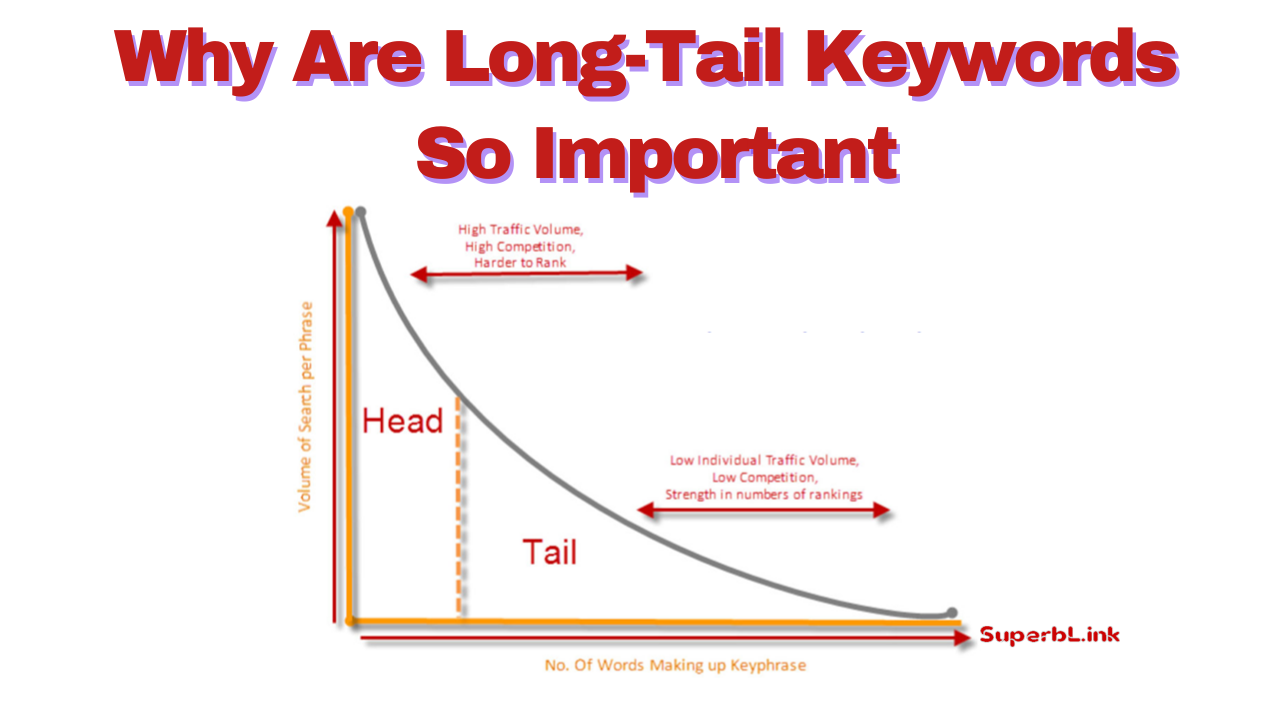 Why Are Long-Tail Keywords
So Important
High Traffic Volume,
High Competition,
Harder to Rank
Volume of Search per Phrase
Head
Low Individual Traffic Volume,
Low Competition,
Strength in numbers of rankings
Tail
SuperbL.ink
No. Of Words Making up Keyphrase